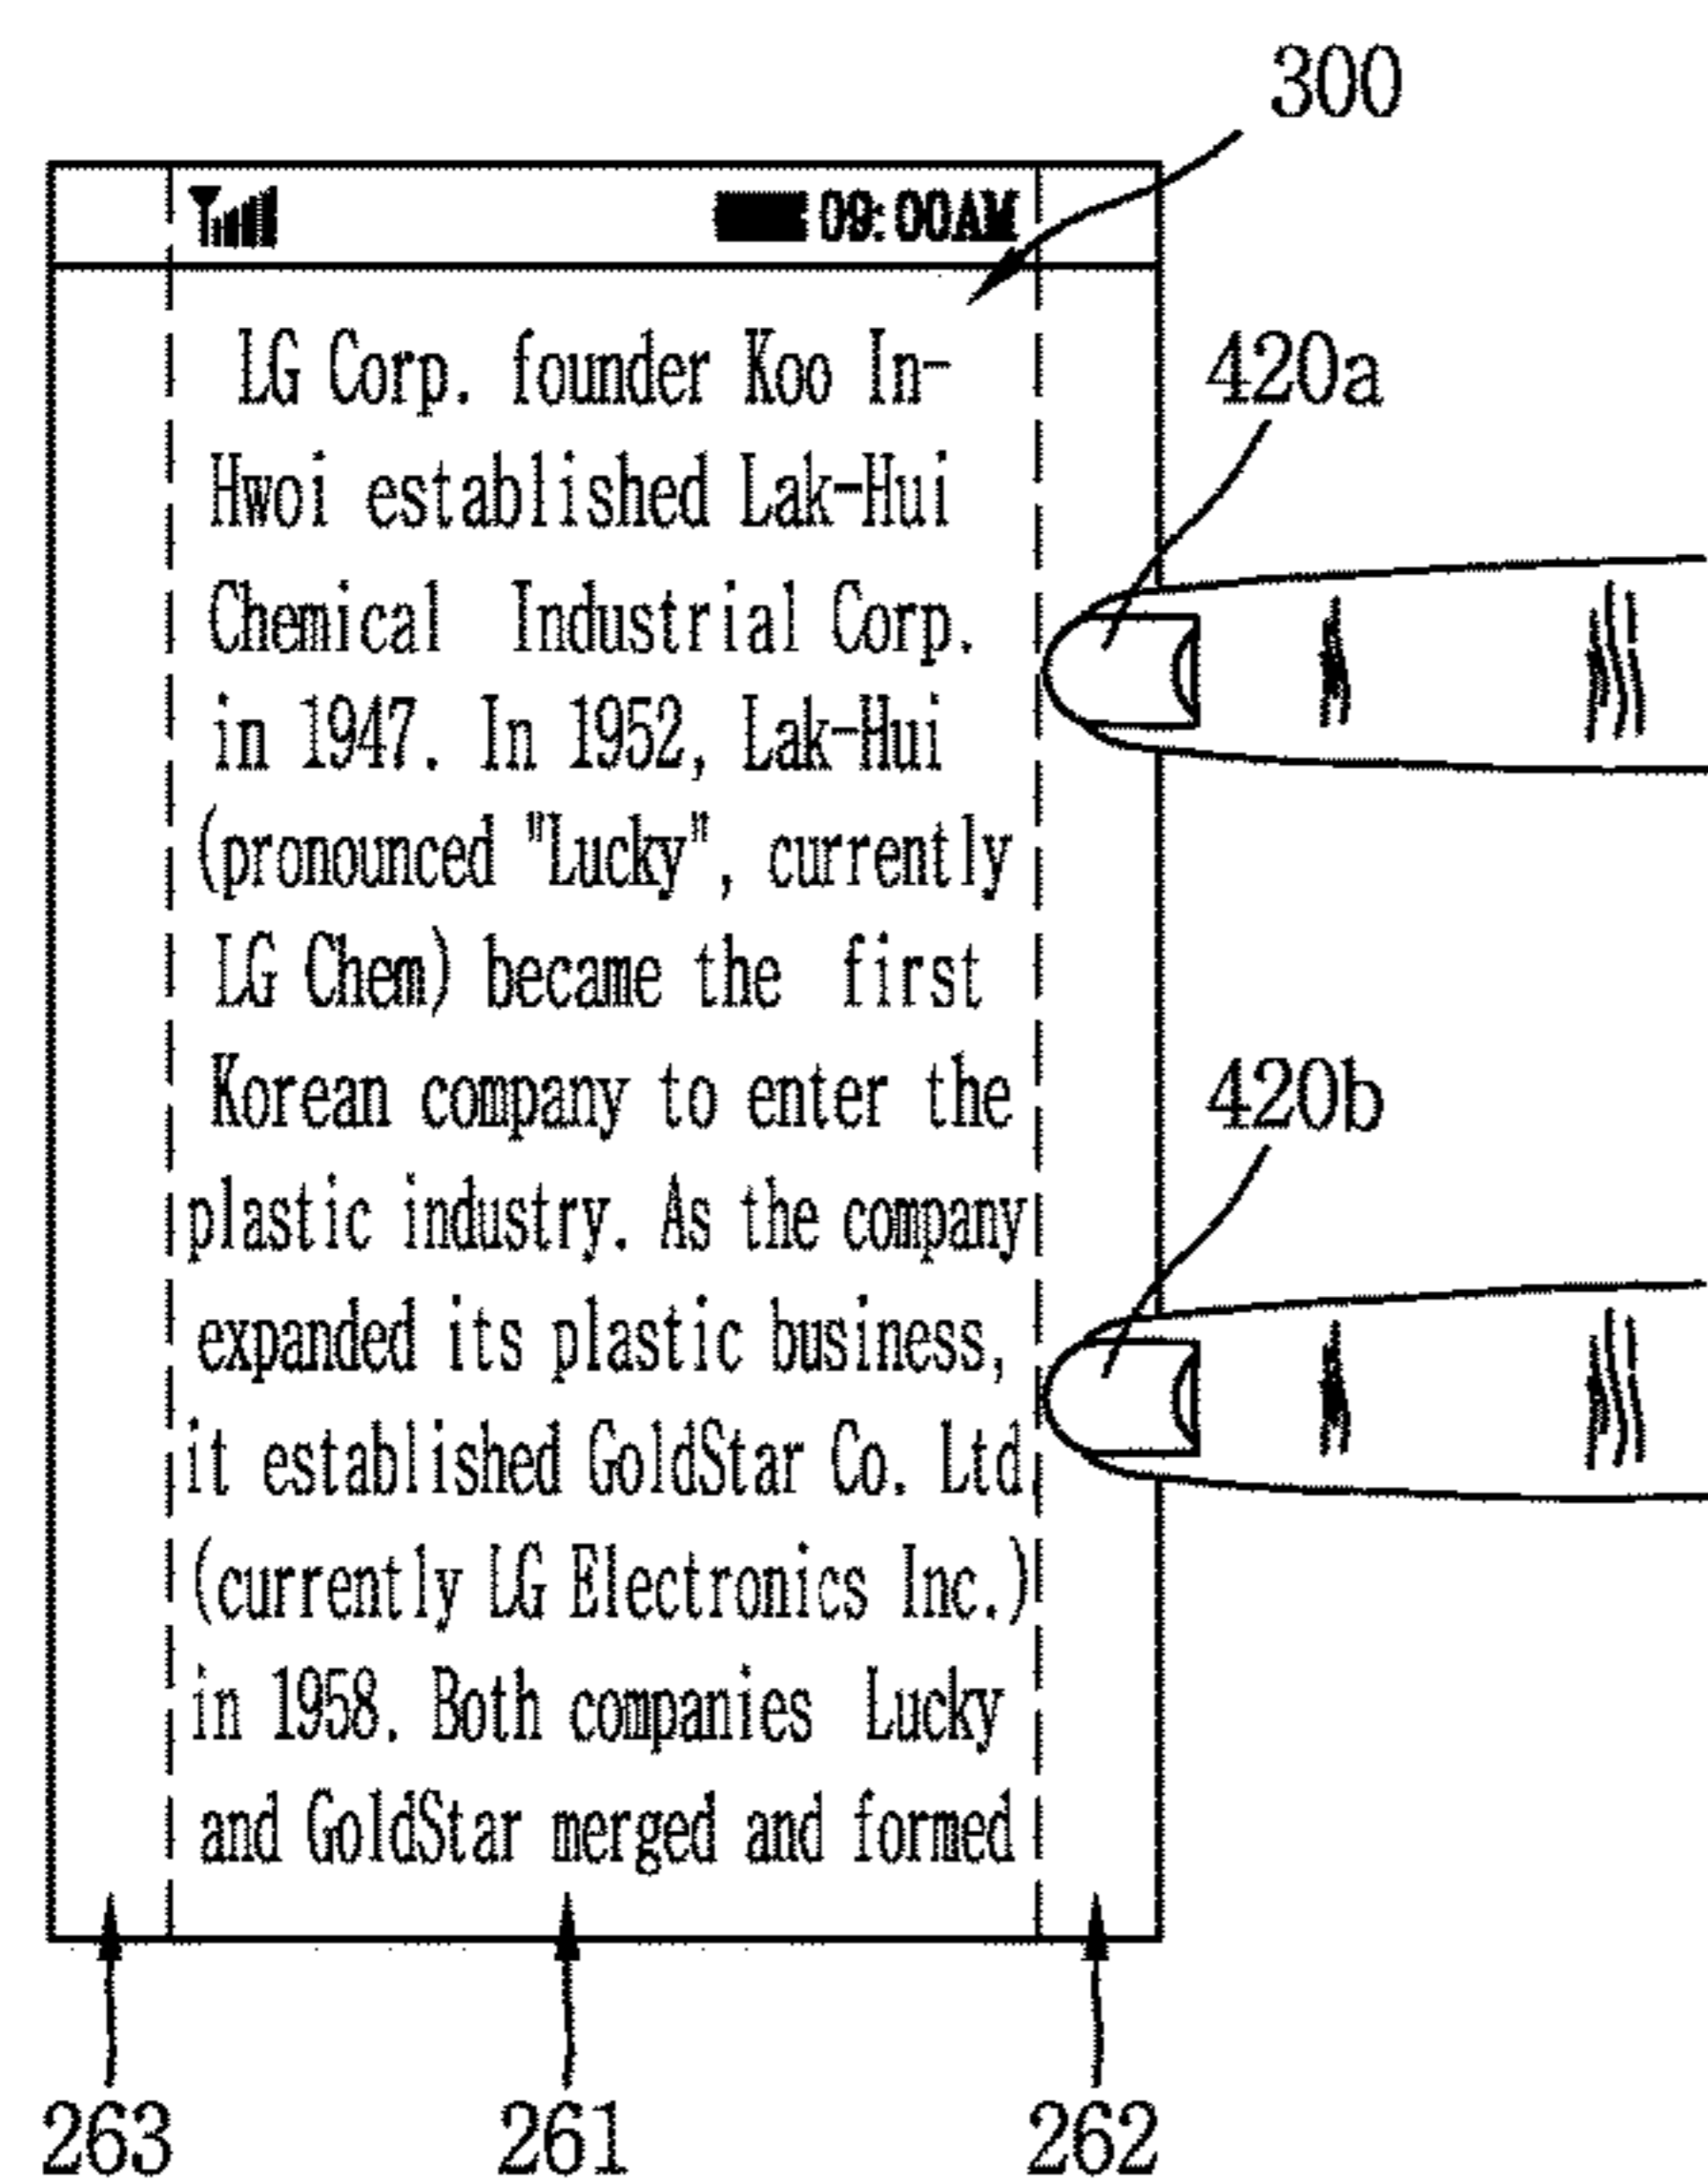 300
09:00AM
LG Corp. founder Koo In-
420a
Hwoi established Lak-Hui
Chemical Industrial Corp.
in 1947. In 1952, Lak-Hui
(pronounced "Lucky", currently
LG Chem) became the first
Korean company to enter the
420b
plastic industry. As the company
expanded its plastic business,
it established GoldStar Co. Ltd.
(currently LG Electronics Inc.)
in 1958. Both companies Lucky
and GoldStar merged and formed
263 261 262